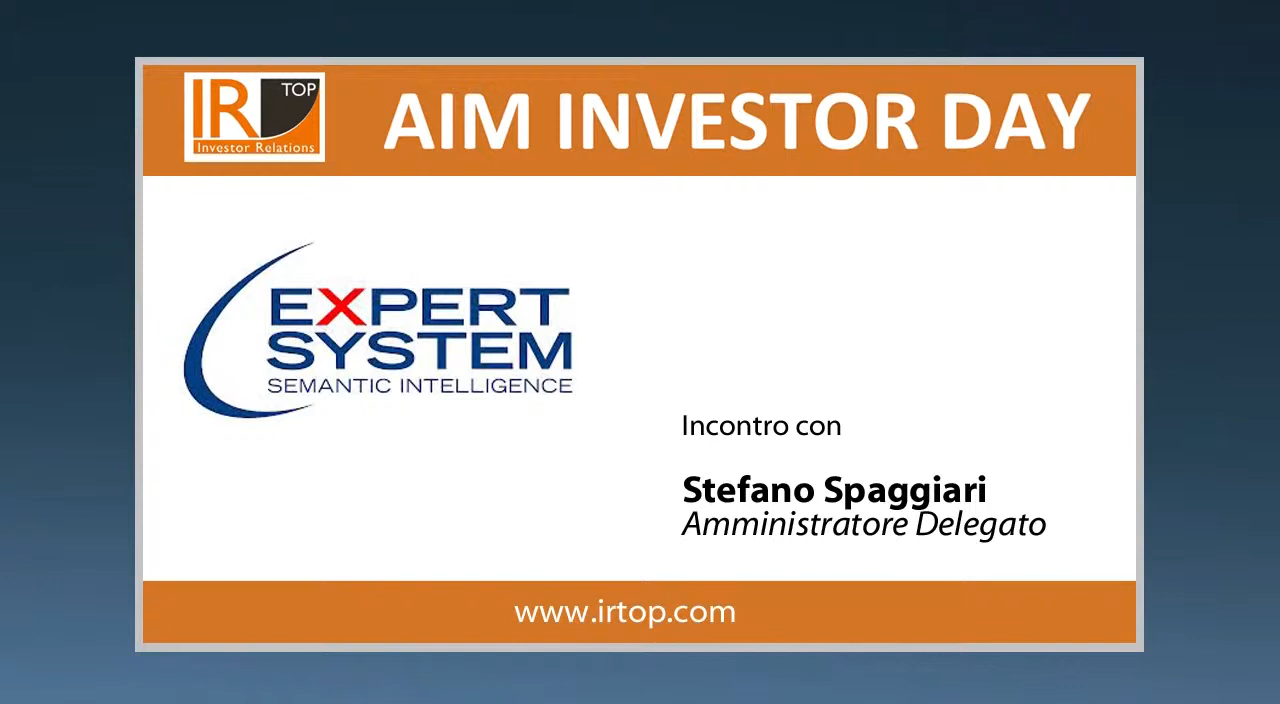 IR TOP
Investor Relations
AIM INVESTOR DAY
EXPERT
SYSTEM
SEMANTIC INTELLIGENCE
Incontro con
Stefano Spaggiari
Amministratore Delegato
www.irtop.com